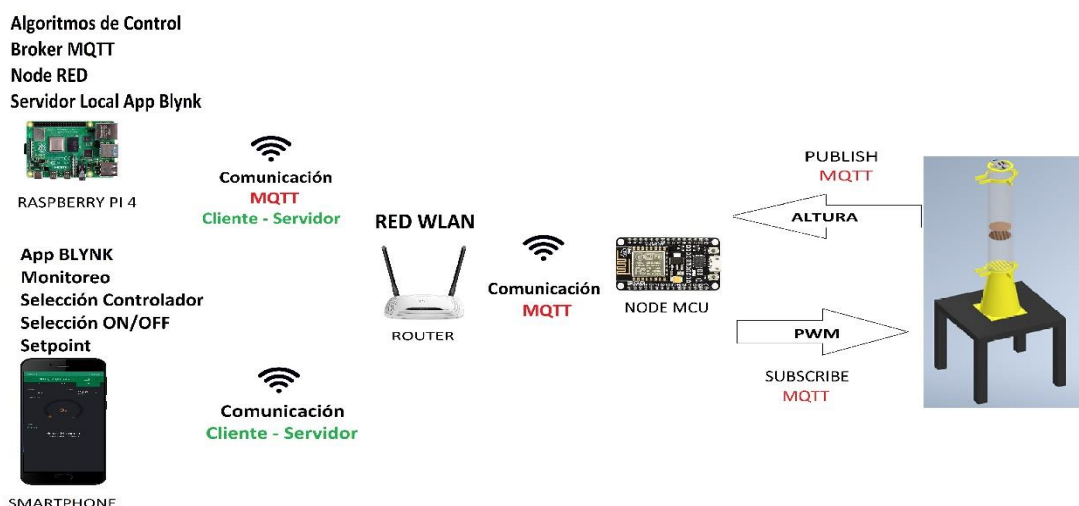 Algoritmos de Control
Broker MQTT
Node RED
Servidor Local App Blynk
RASPBERRY PI 4
Comunicación
MQTT
Cliente - Servidor
App BLYNK
Monitoreo
Selección Controlador
Selección ON/OFF
Setpoint
SMARTPHONE
Comunicación
Cliente - Servidor
RED WLAN
ROUTER
Comunicación
MQTT
NODE MCU
PUBLISH
MQTT
ALTURA
PWM
SUBSCRIBE
MQTT